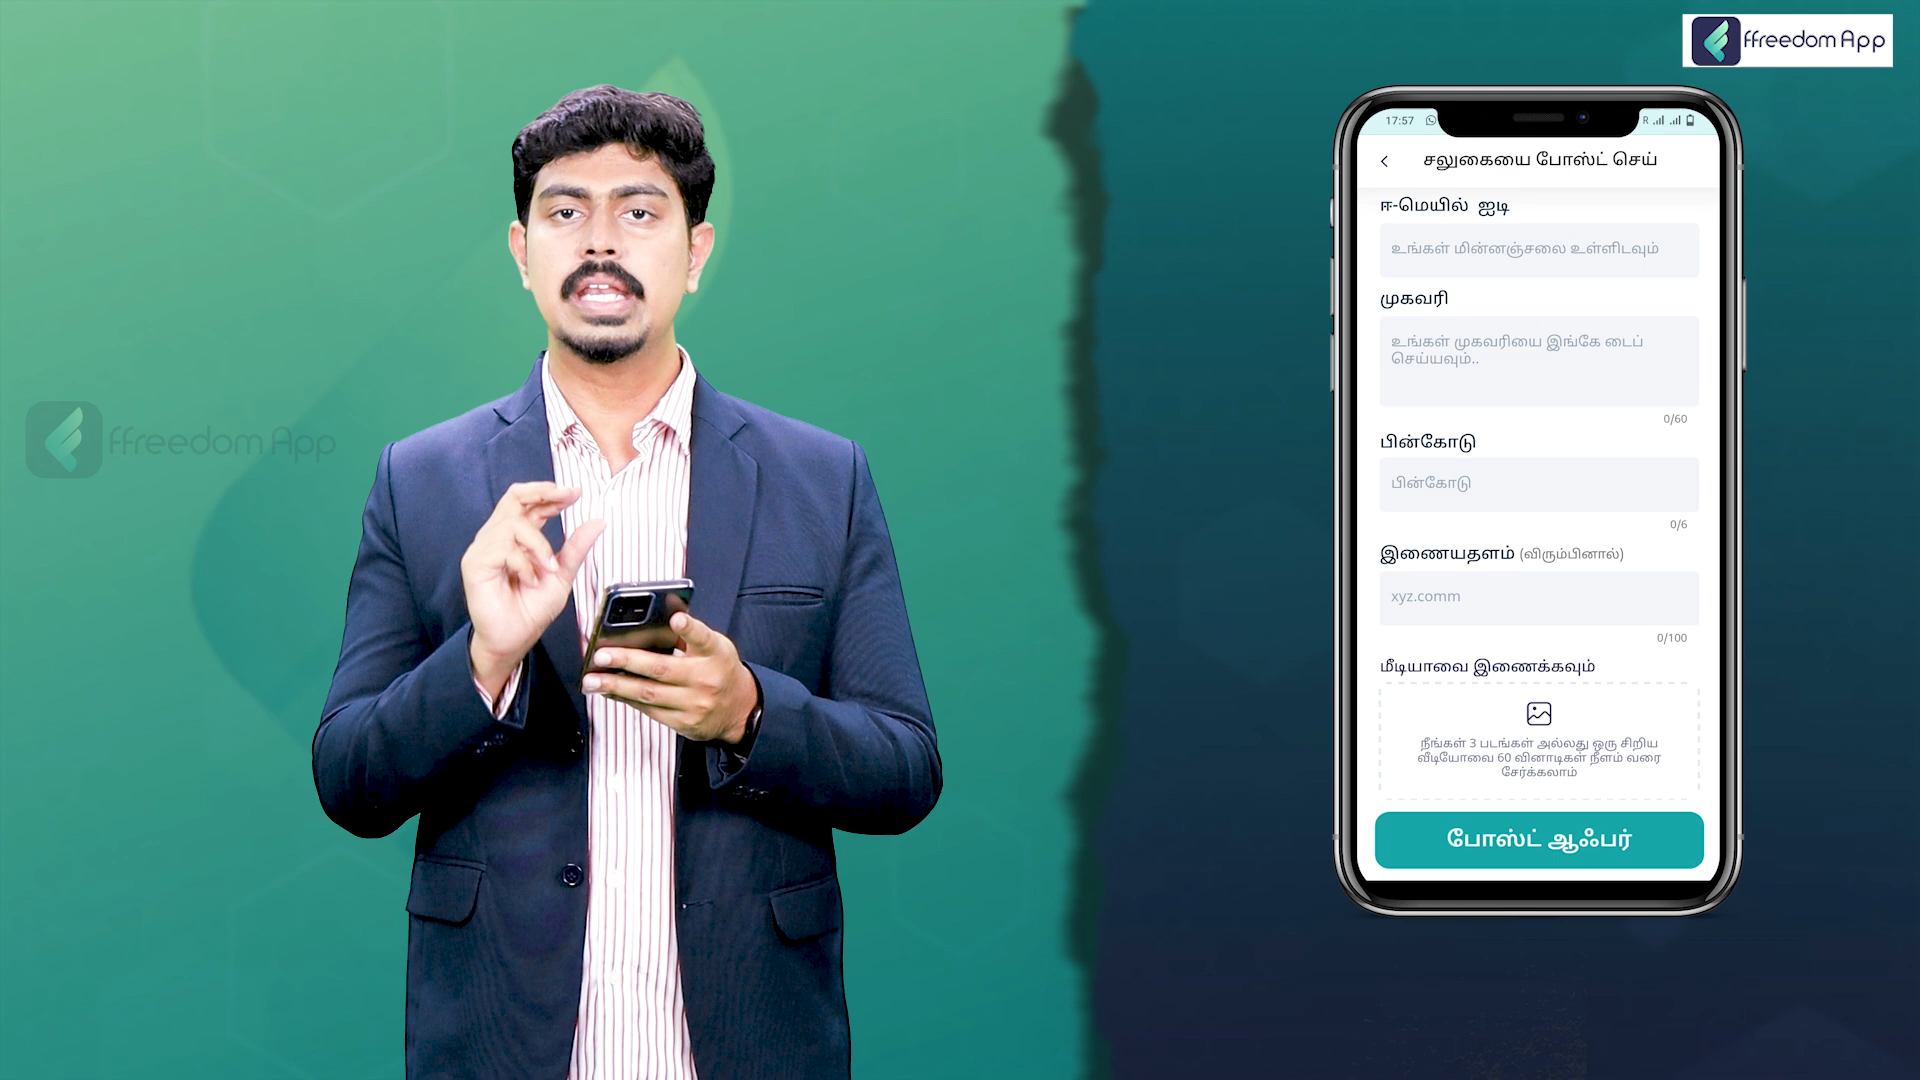 ffreedom App
ffreedom App
17:57
R
சலுகையை போஸ்ட் செய்
ஈ-மெயில் ஐடி
உங்கள் மின்னஞ்சலை உள்ளிடவும்
முகவரி
உங்கள் முகவரியை இங்கே டைப்
செய்யவும்..
0/60
பின்கோடு
பின்கோடு
0/6
இணையதளம் (விரும்பினால்)
xyz.comm
0/100
மீடியாவை இணைக்கவும்
நீங்கள் 3 படங்கள் அல்லது ஒரு சிறிய
வீடியோவை 60 வினாடிகள் நீளம் வரை
சேர்க்கலாம்
போஸ்ட் ஆஃபர்